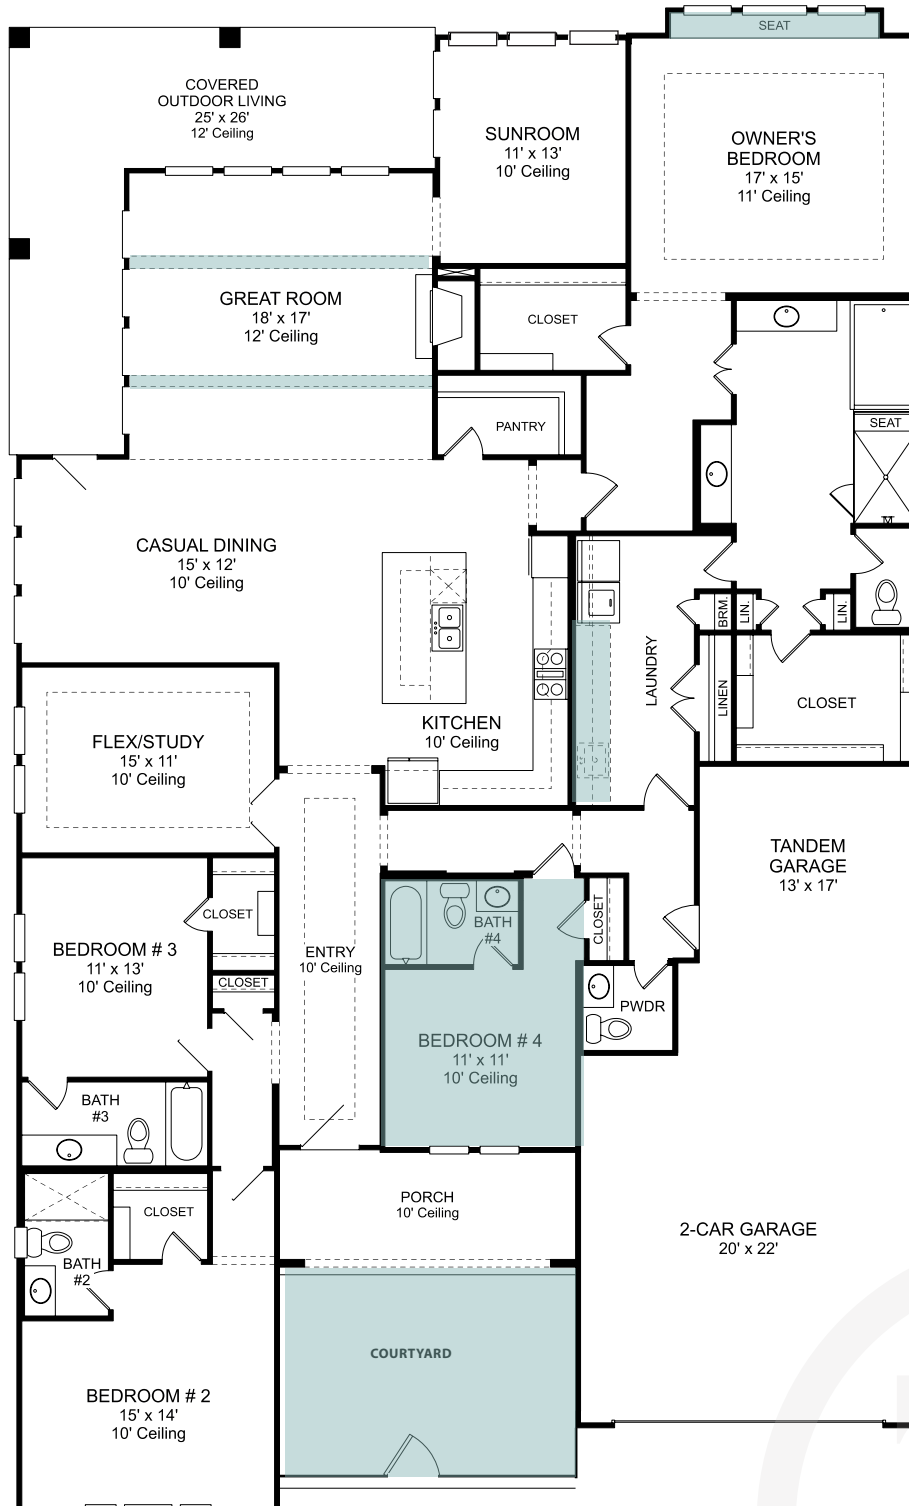 SEAT
COVERED
OUTDOOR LIVING
25' x 26'
12' Ceiling
SUNROOM
11' x 13'
10' Ceiling
OWNER'S
BEDROOM
17' x 15'
11' Ceiling
GREAT ROOM
18' x 17'
12' Ceiling
CLOSET
PANTRY
SEAT
CASUAL DINING
15' x 12'
10' Ceiling
BRM.
LIN.
LIN.
LAUNDRY
LINEN
CLOSET
KITCHEN
10' Ceiling
FLEX/STUDY
15' x 11'
10' Ceiling
TANDEM
GARAGE
13' x 17'
CLOSET
BEDROOM # 3
11' x 13'
10' Ceiling
CLOSET
ENTRY
10' Ceiling
BATH
#4
CLOSET
PWDR
BEDROOM # 4
11' x 11'
10' Ceiling
BATH
#3
PORCH
10' Ceiling
CLOSET
BATH
#2
2-CAR GARAGE
20' x 22'
COURTYARD
BEDROOM # 2
15' x 14'
10' Ceiling